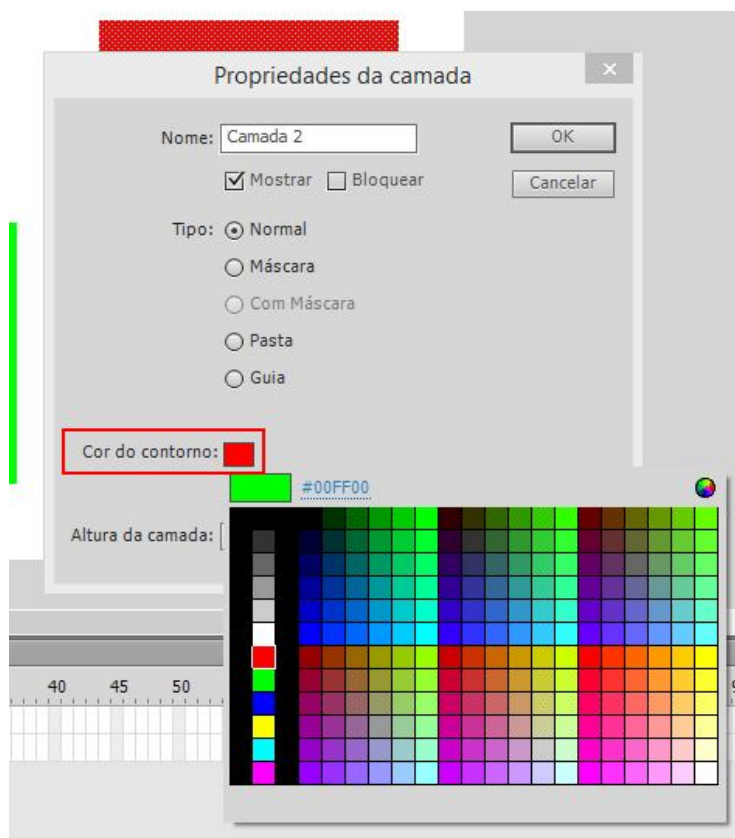 Propriedades da camada
Nome: Camada 2
OK
Mostrar Bloquear
Cancelar
Tipo: Normal
Máscara
Com Máscara
Pasta
Guia
Cor do contorno:
#00FF00
Altura da camada:
40 45 50